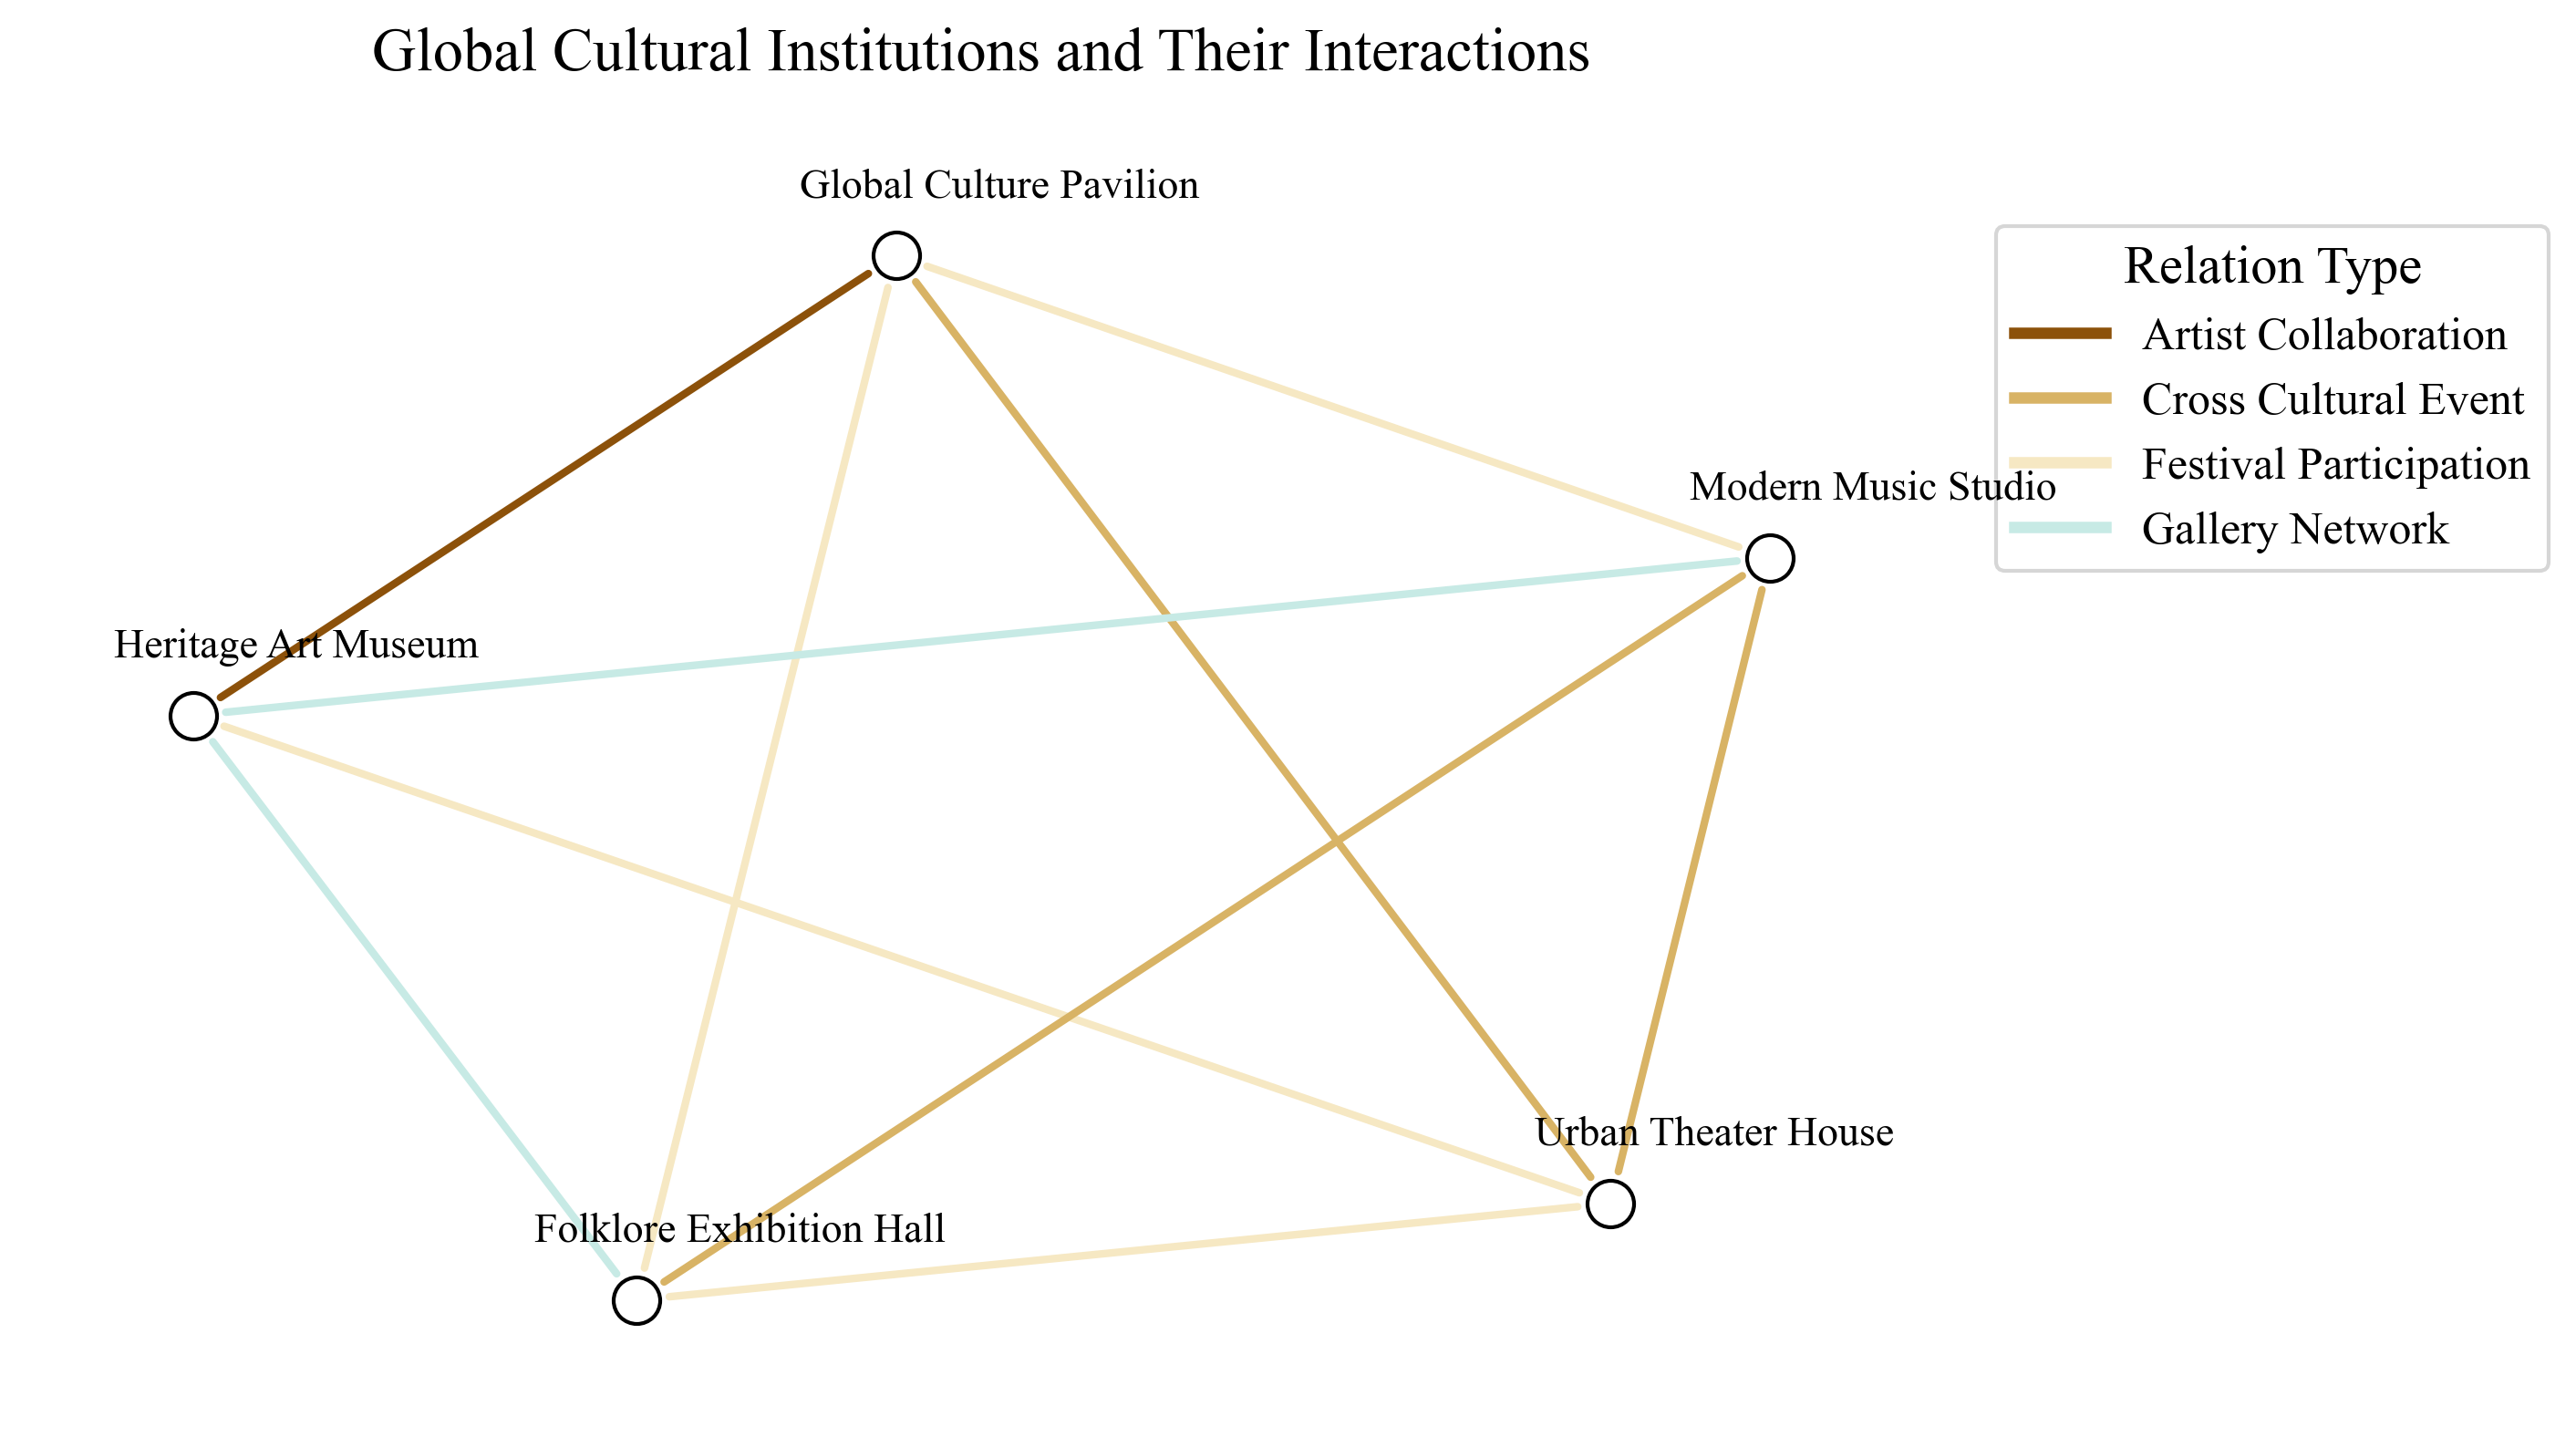 Global Cultural Institutions and Their Interactions
Global Culture Pavilion
Relation Type
Artist Collaboration
Cross Cultural Event
Festival Participation
Gallery Network
Modern Music Studio
Heritage Art Museum
Urban Theater House
Folklore Exhibition Hall